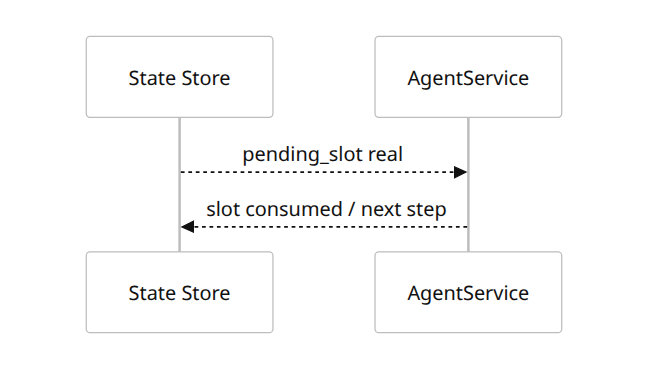 State Store
AgentService
pending_slot real
slot consumed / next step
State Store
AgentService